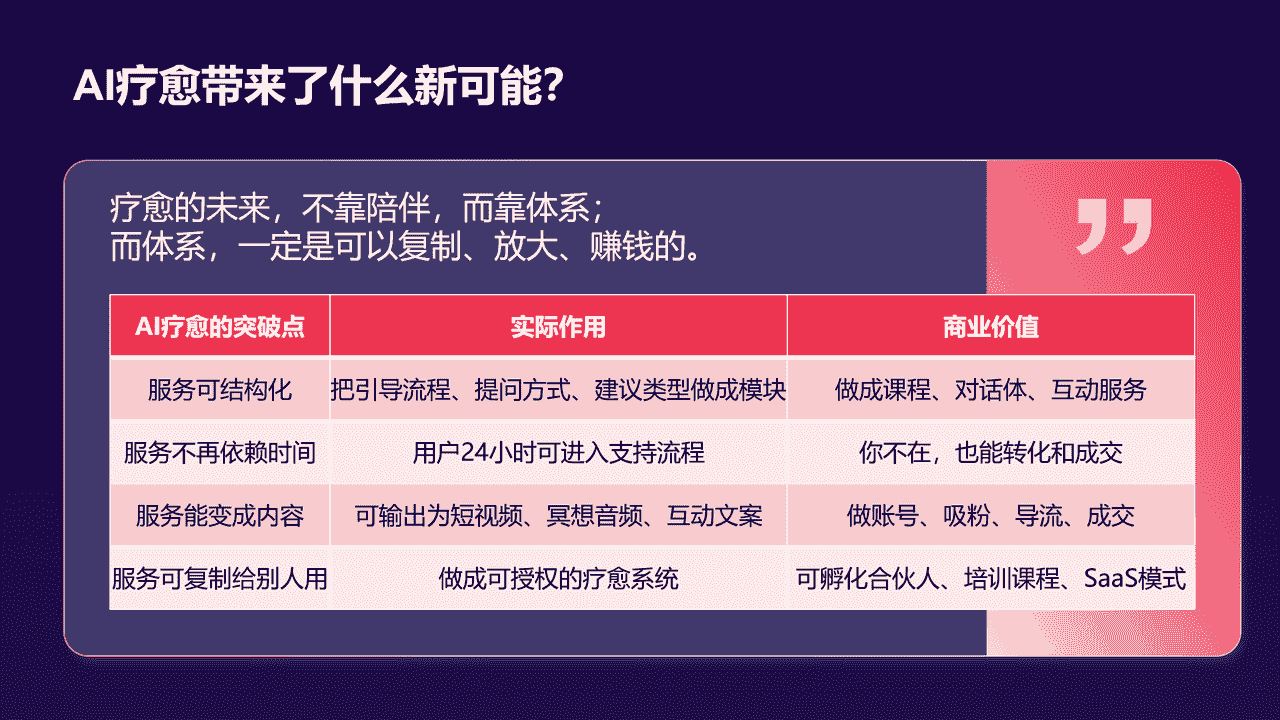 AI疗愈带来了什么新可能？
疗愈的未来，不靠陪伴，而靠体系；
而体系，一定是可以复制、放大、赚钱的。
”
AI疗愈的突破点 实际作用 商业价值
服务可结构化 把引导流程、提问方式、建议类型做成模块 做成课程、对话体、互动服务
服务不再依赖时间 用户24小时可进入支持流程 你不在，也能转化和成交
服务能变成内容 可输出为短视频、冥想音频、互动文案 做账号、吸粉、导流、成交
服务可复制给别人用 做成可授权的疗愈系统 可孵化合伙人、培训课程、SaaS模式